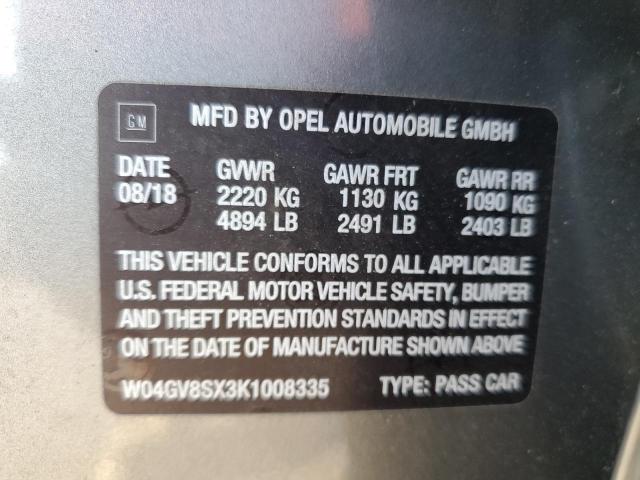 GM MFD BY OPEL AUTOMOBILE GMBH
DATE GVWR GAWR FRT GAWR RR
08/18 2220 KG 1130 KG 1090 KG
4894 LB 2491 LB 2403 LB
THIS VEHICLE CONFORMS TO ALL APPLICABLE
U.S. FEDERAL MOTOR VEHICLE SAFETY, BUMPER
AND THEFT PREVENTION STANDARDS IN EFFECT
ON THE DATE OF MANUFACTURE SHOWN ABOVE
W04GV8SX3K1008335 TYPE: PASS CAR